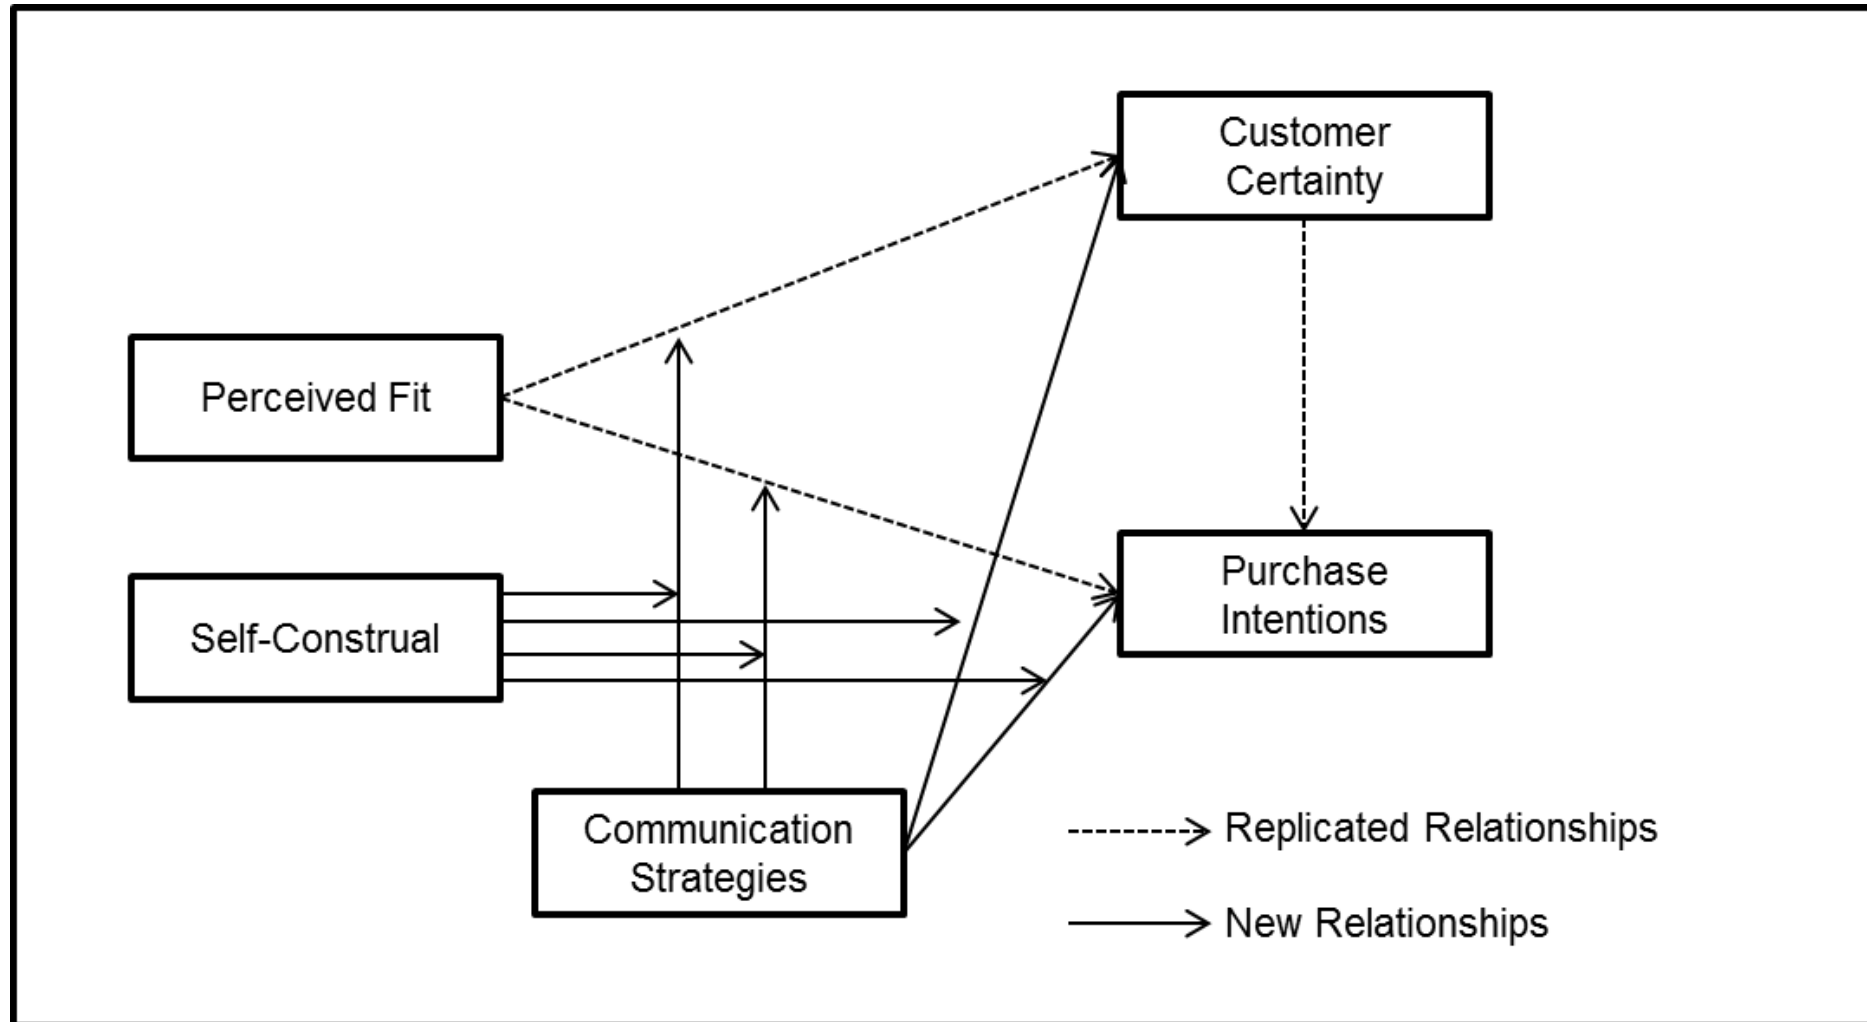 Customer
Certainty
Perceived Fit
Purchase
Intentions
Self-Construal
Communication
Strategies
Replicated Relationships
New Relationships